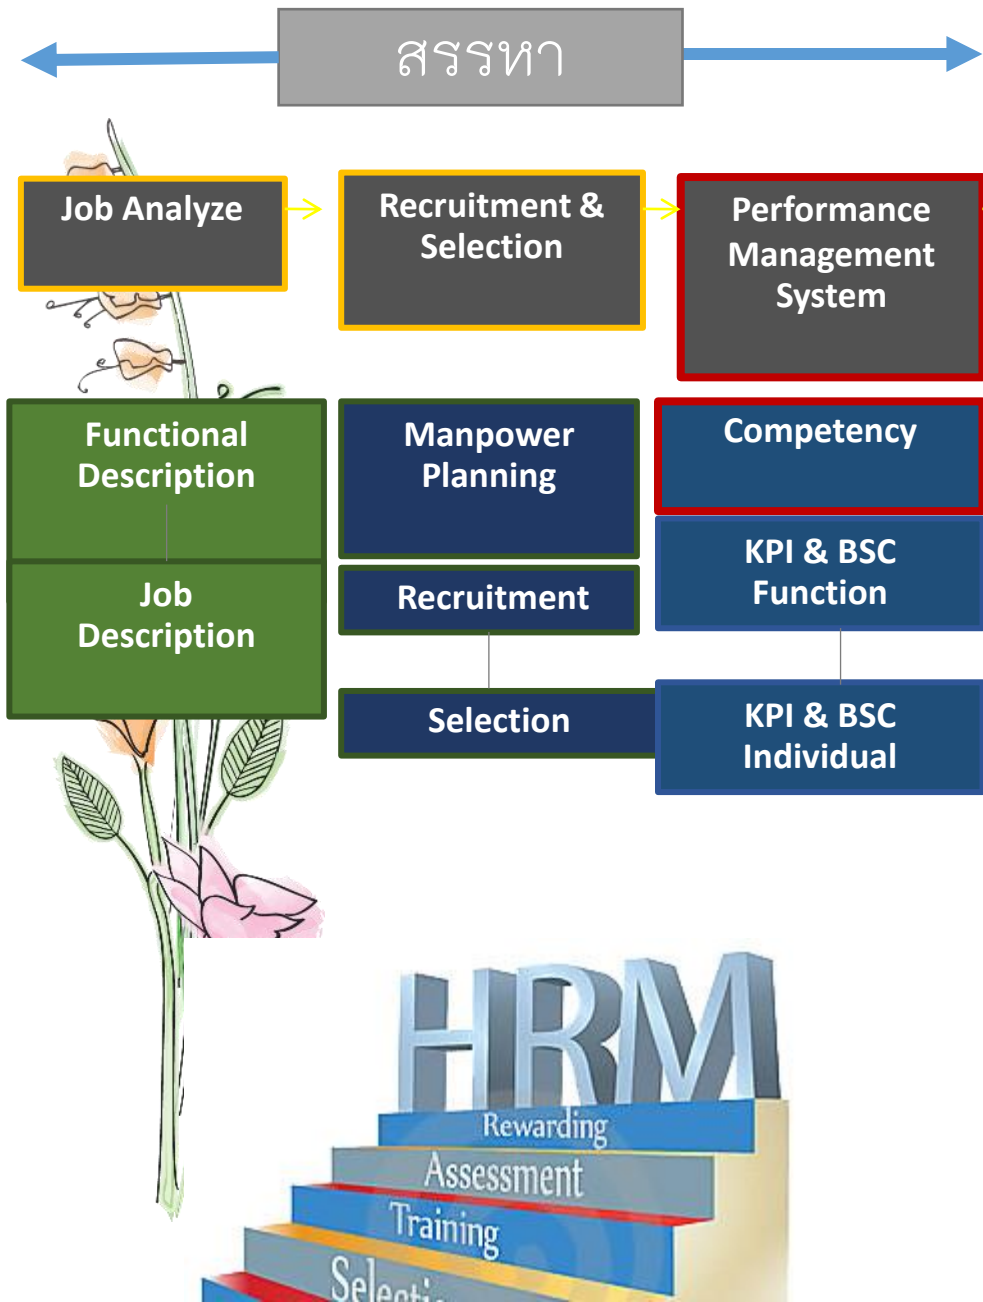 สรรหา
Job Analyze
Recruitment &
Selection
Performance
Management
System
Functional
Description
Job
Description
Manpower
Planning
Recruitment
Selection
Competency
KPI & BSC
Function
KPI & BSC
Individual
HRM
Rewarding
Assessment
Training